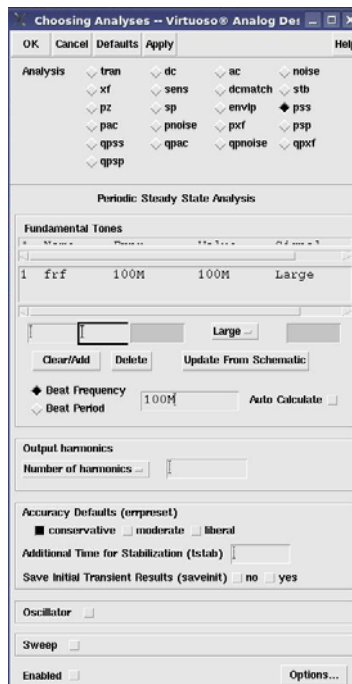 Choosing Analyses -- Virtuoso® Analog Des
OK Cancel Defaults Apply Help
Analysis tran dc ac noise
xf sens dcmatch stb
pz sp envlp pss
pac pnoise pxf psp
qpss qpac qpnoise qpxf
qpsp
Periodic Steady State Analysis
Fundamental Tones
1 frf 100M 100M Large
Large
Clear/Add Delete Update From Schematic
Beat Frequency
Beat Period
100M Auto Calculate
Output harmonics
Number of harmonics
Accuracy Defaults (errpreset)
conservative moderate liberal
Additional Time for Stabilization (tstab)
Save Initial Transient Results (saveinit) no yes
Oscillator
Sweep
Enabled Options...